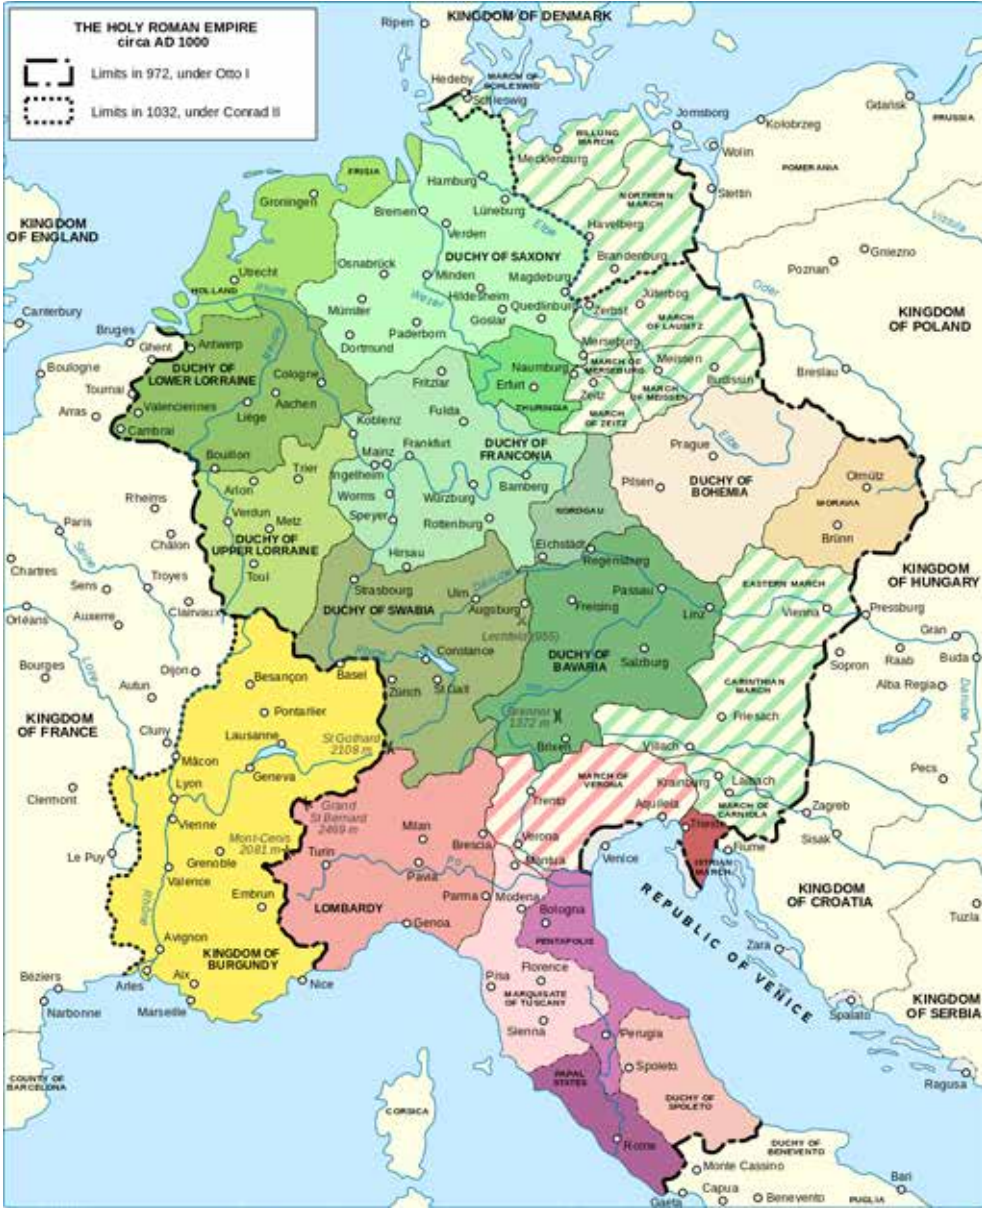 THE HOLY ROMAN EMPIRE
circa AD 1000
Limits in 972, under Otto I
Limits in 1032, under Conrad II
KINGDOM OF DENMARK
Ripen
Hedeby
MARCH OF
SCHLESWIG
Schleswig
Gdańsk
PRUSSIA
Jomsborg
Kołobrzeg
Wolin
POMERANIA
Stettin
BILLUNG
MARCH
Mecklenburg
NORTHERN
MARCH
Vistula
FRISIA
Groningen
Hamburg
Lüneburg
Bremen
Verden
Elbe
Havelberg
Brandenburg
KINGDOM
OF ENGLAND
DUCHY OF SAXONY
Gniezno
Poznan
Osnabrück
Minden
Magdeburg
Utrecht
HOLLAND
Rhine
Hildesheim
Quedlinburg
Zerbst
Jüterbog
Oder
Münster
Weser
Goslar
MARCH
OF LAUSITZ
KINGDOM
OF POLAND
Canterbury
Bruges
Antwerp
Ghent
Meuse
Paderborn
Dortmund
Merseburg
MARCH OF
MERSEBURG
Meissen
Boulogne
DUCHY OF
LOWER LORRAINE
Cologne
Fritzlar
Naumburg
Erfurt
THURINGIA
Zeitz
MARCH
OF MEISSEN
Budissin
Breslau
Tournai
Valenciennes
Aachen
Liège
MARCH
OF ZEITZ
Arras
Cambrai
Koblenz
Fulda
Bouillon
Mainz
Frankfurt
DUCHY OF
FRANCONIA
Prague
Elbe
Trier
Ingelheim
Bamberg
Pilsen
DUCHY OF
BOHEMIA
Olmütz
Arlon
Worms
Würzburg
MORAVIA
Rheims
Verdun
Metz
Speyer
Rottenburg
NORDGAU
Brünn
Paris
Châlon
DUCHY OF
UPPER LORRAINE
Hirsau
Eichstädt
Regensburg
Seine
Toul
Chartres
Troyes
Strasbourg
Danube
KINGDOM
OF HUNGARY
Sens
DUCHY OF SWABIA
Ulm
Augsburg
Freising
Passau
Linz
EASTERN MARCH
Vienna
Clairvaux
Auxerre
Pressburg
Orléans
Lechfeld (955)
Gran
Loire
Rhine
Constance
DUCHY OF
BAVARIA
Salzburg
Sopron
Raab
Buda
Bourges
Dijon
Besançon
Basel
Zürich
St Gall
Inn
CARINTHIAN
MARCH
Alba Regia
Danube
Autun
Pontarlier
Brenner
1372 m
Friesach
KINGDOM
OF FRANCE
Cluny
Lausanne
St Gothard
2108 m
Brixen
Villach
Mâcon
Geneva
MARCH OF
VERONA
Krainburg
Laibach
Pecs
Clermont
Lyon
Trento
Aquileia
MARCH OF
CARNIOLA
Zagreb
Vienne
Grand
St Bernard
2469 m
Milan
Brescia
Verona
Trieste
Sisak
Mont-Cenis
2081 m
Le Puy
Grenoble
Turin
Mantua
Venice
ISTRIAN
MARCH
Fiume
Valence
Pavia
Po
Embrun
LOMBARDY
Parma
Modena
REPUBLIC OF VENICE
KINGDOM
OF CROATIA
Rhône
Genoa
Bologna
Tuzla
PENTAPOLIS
Avignon
KINGDOM OF
BURGUNDY
Zara
Béziers
Aix
Nice
Pisa
Florence
Arles
MARQUISATE
OF TUSCANY
Narbonne
Marseille
Spalato
KINGDOM
OF SERBIA
Sienna
Perugia
Spoleto
COUNTY OF
BARCELONA
PAPAL
STATES
DUCHY OF
SPOLETO
Ragusa
CORSICA
Rome
DUCHY OF
BENEVENTO
Monte Cassino
Bari
Gaeta
Capua
Benevento
PUGLIA